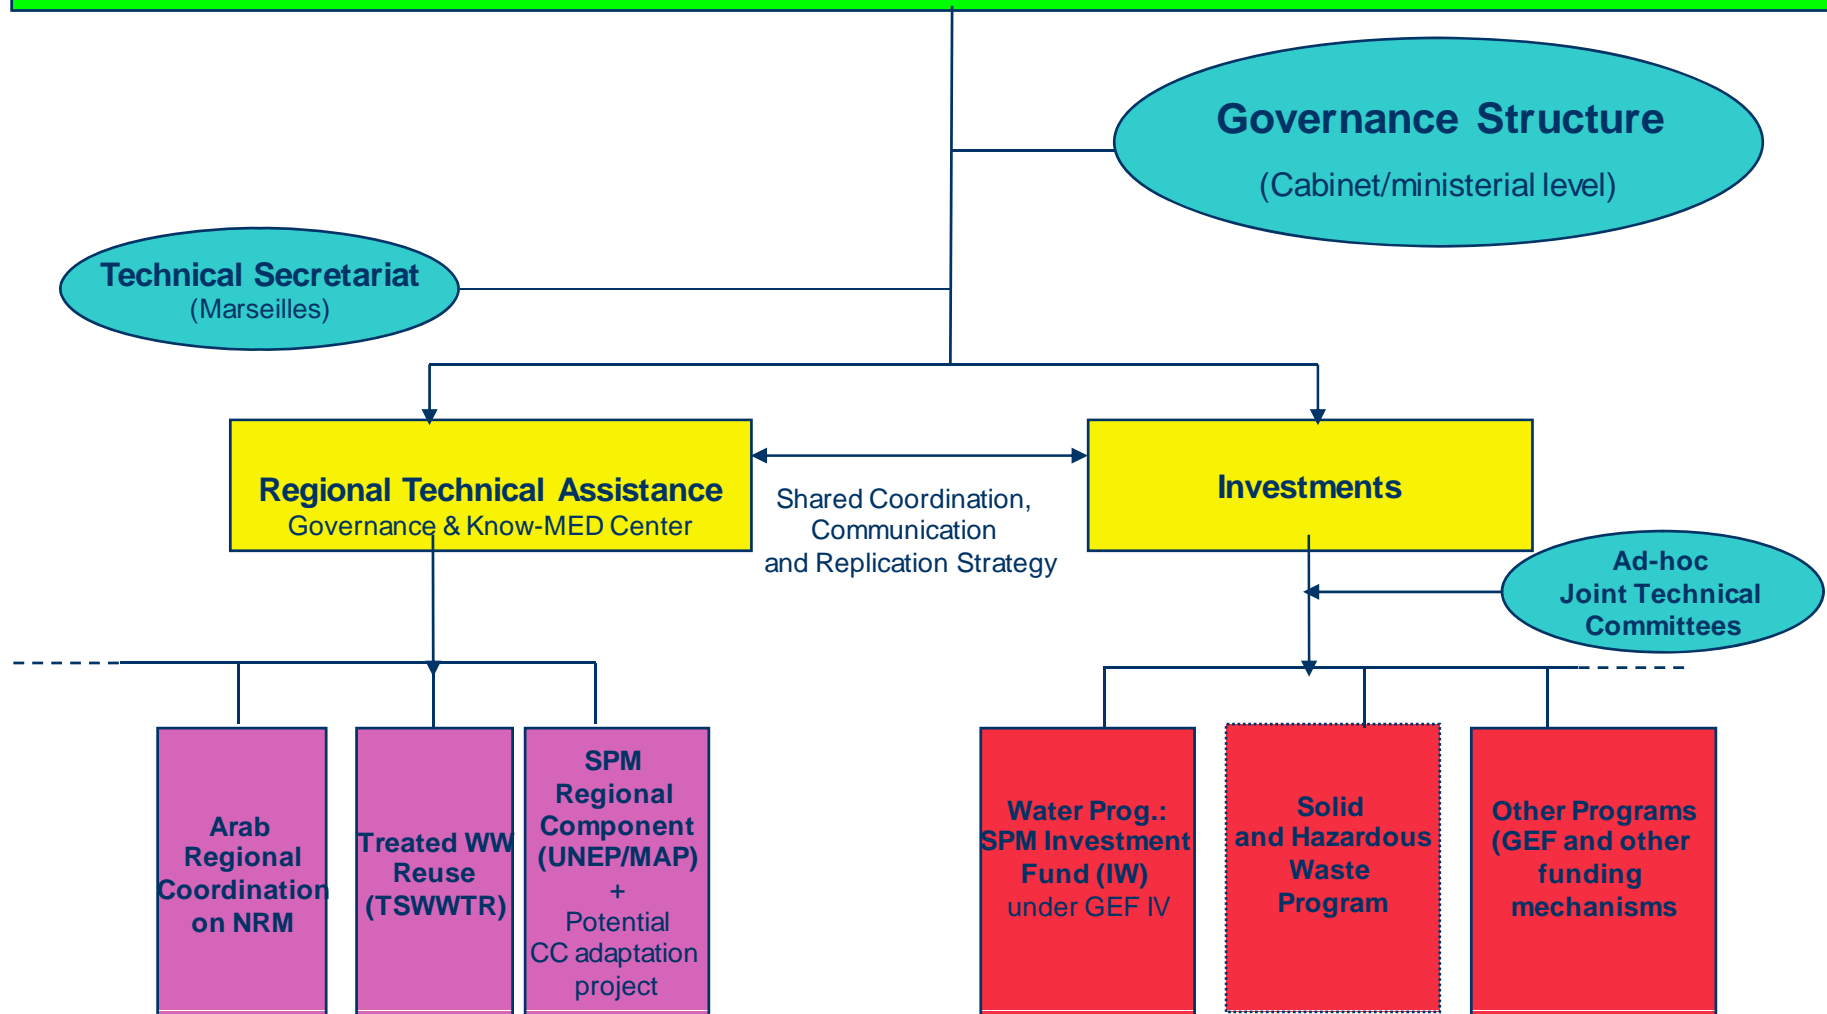 Governance Structure
(Cabinet/ministerial level)
Technical Secretariat
(Marseilles)
Regional Technical Assistance
Governance & Know-MED Center
Shared Coordination,
Communication
and Replication Strategy
Investments
Ad-hoc
Joint Technical
Committees
Arab
Regional
Coordination
on NRM
Treated WW
Reuse
(TSWWTR)
SPM
Regional
Component
(UNEP/MAP)
+
Potential
CC adaptation
project
Water Prog.:
SPM Investment
Fund (IW)
under GEF IV
Solid
and Hazardous
Waste
Program
Other Programs
(GEF and other
funding
mechanisms